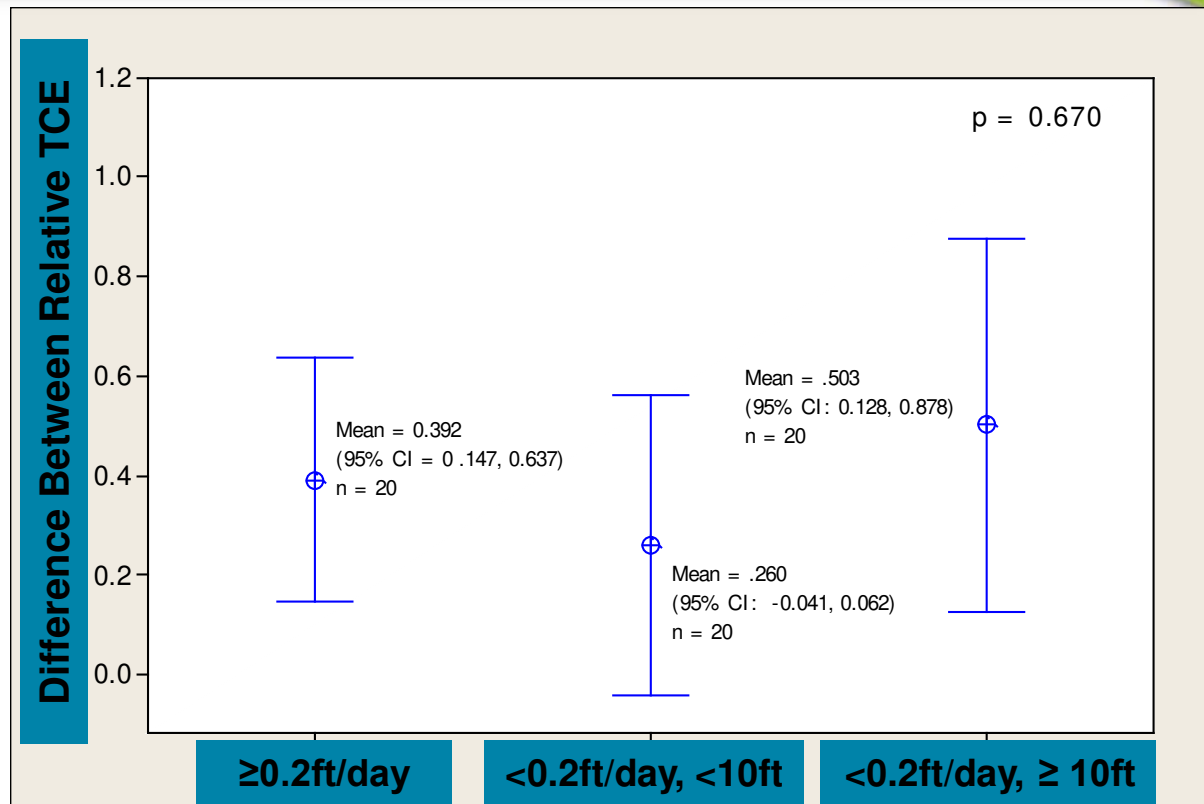 Difference Between Relative TCE
1.2
1.0
0.8
0.6
0.4
0.2
0.0
p = 0.670
Mean = 0.392
(95% CI = 0 .147, 0.637)
n = 20
Mean = .260
(95% CI: -0.041, 0.062)
n = 20
Mean = .503
(95% CI: 0.128, 0.878)
n = 20
≥0.2ft/day
<0.2ft/day, <10ft
<0.2ft/day, ≥ 10ft